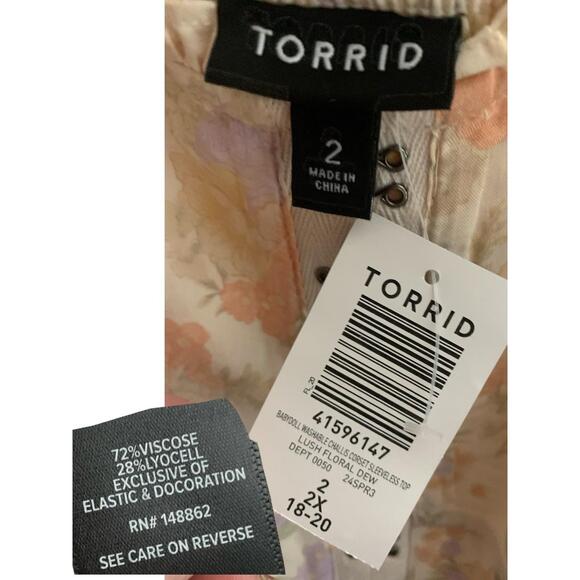 TORRID
2
MADE IN
CHINA
TORRID
FL_20
41596147
BABYDOLL WASHABLE CHALLIS CORSET SLEEVELESS TOP
LUSH FLORAL DEW
DEPT 0050 24SPR3
2
2X
18-20
72%VISCOSE
28%LYOCELL
EXCLUSIVE OF
ELASTIC & DOCORATION
RN# 148862
SEE CARE ON REVERSE